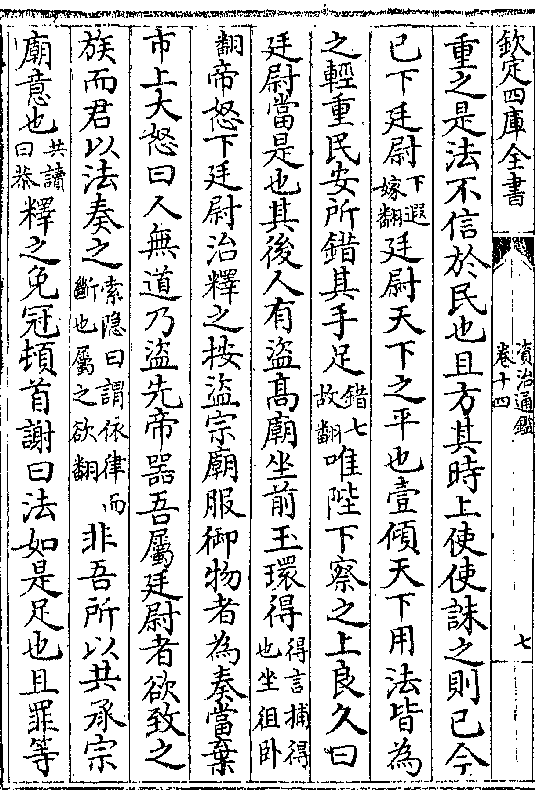 欽定四庫全書
資治通鑑
卷十四
七
重之是法不信於民也且方其時上使使誅之則已今
已下廷尉下遐嫁翻廷尉天下之平也壹傾天下用法皆為
之輕重民安所錯其手足錯七故翻唯陛下察之上良久曰
廷尉當是也其後人有盜高廟坐前玉環得得言捕得也坐徂卧
翻帝怒下廷尉治釋之按盜宗廟服御物者為奏當棄
市上大怒曰人無道乃盜先帝器吾屬廷尉者欲致之
族而君以法奏之索隐曰謂依律而斷也屬之欲翻非吾所以共承宗
廟意也共讀曰恭釋之免冠頓首謝曰法如是足也且罪等